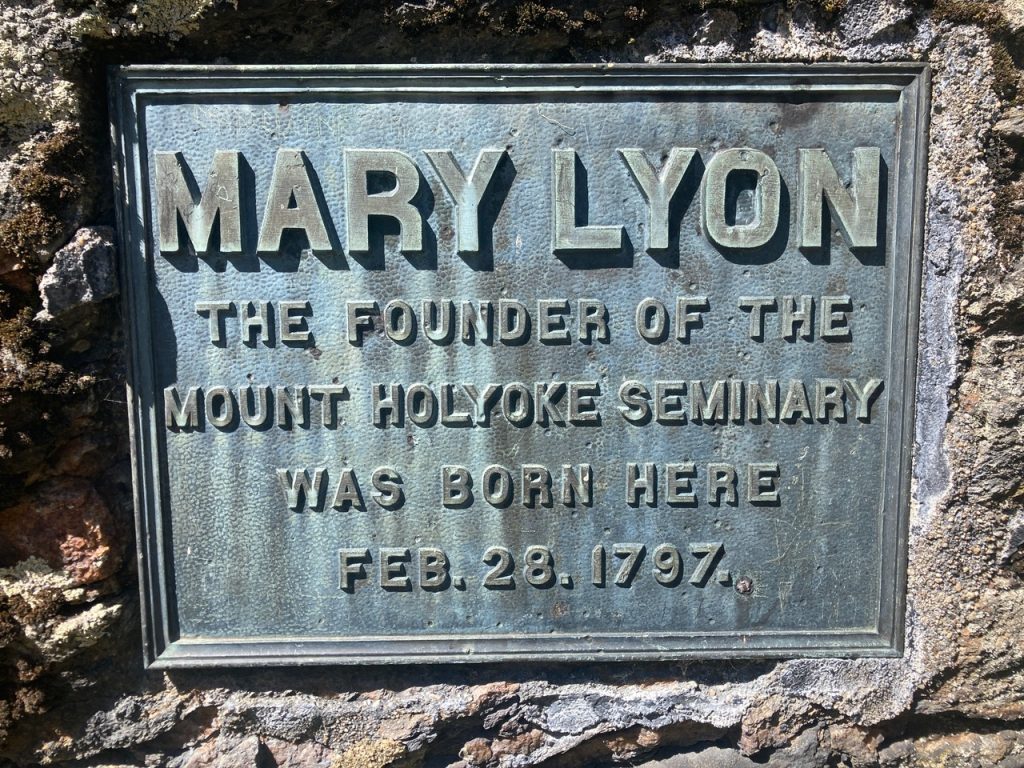 MARY LYON
THE FOUNDER OF THE
MOUNT HOLYOKE SEMINARY
WAS BORN HERE
FEB. 28. 1797.